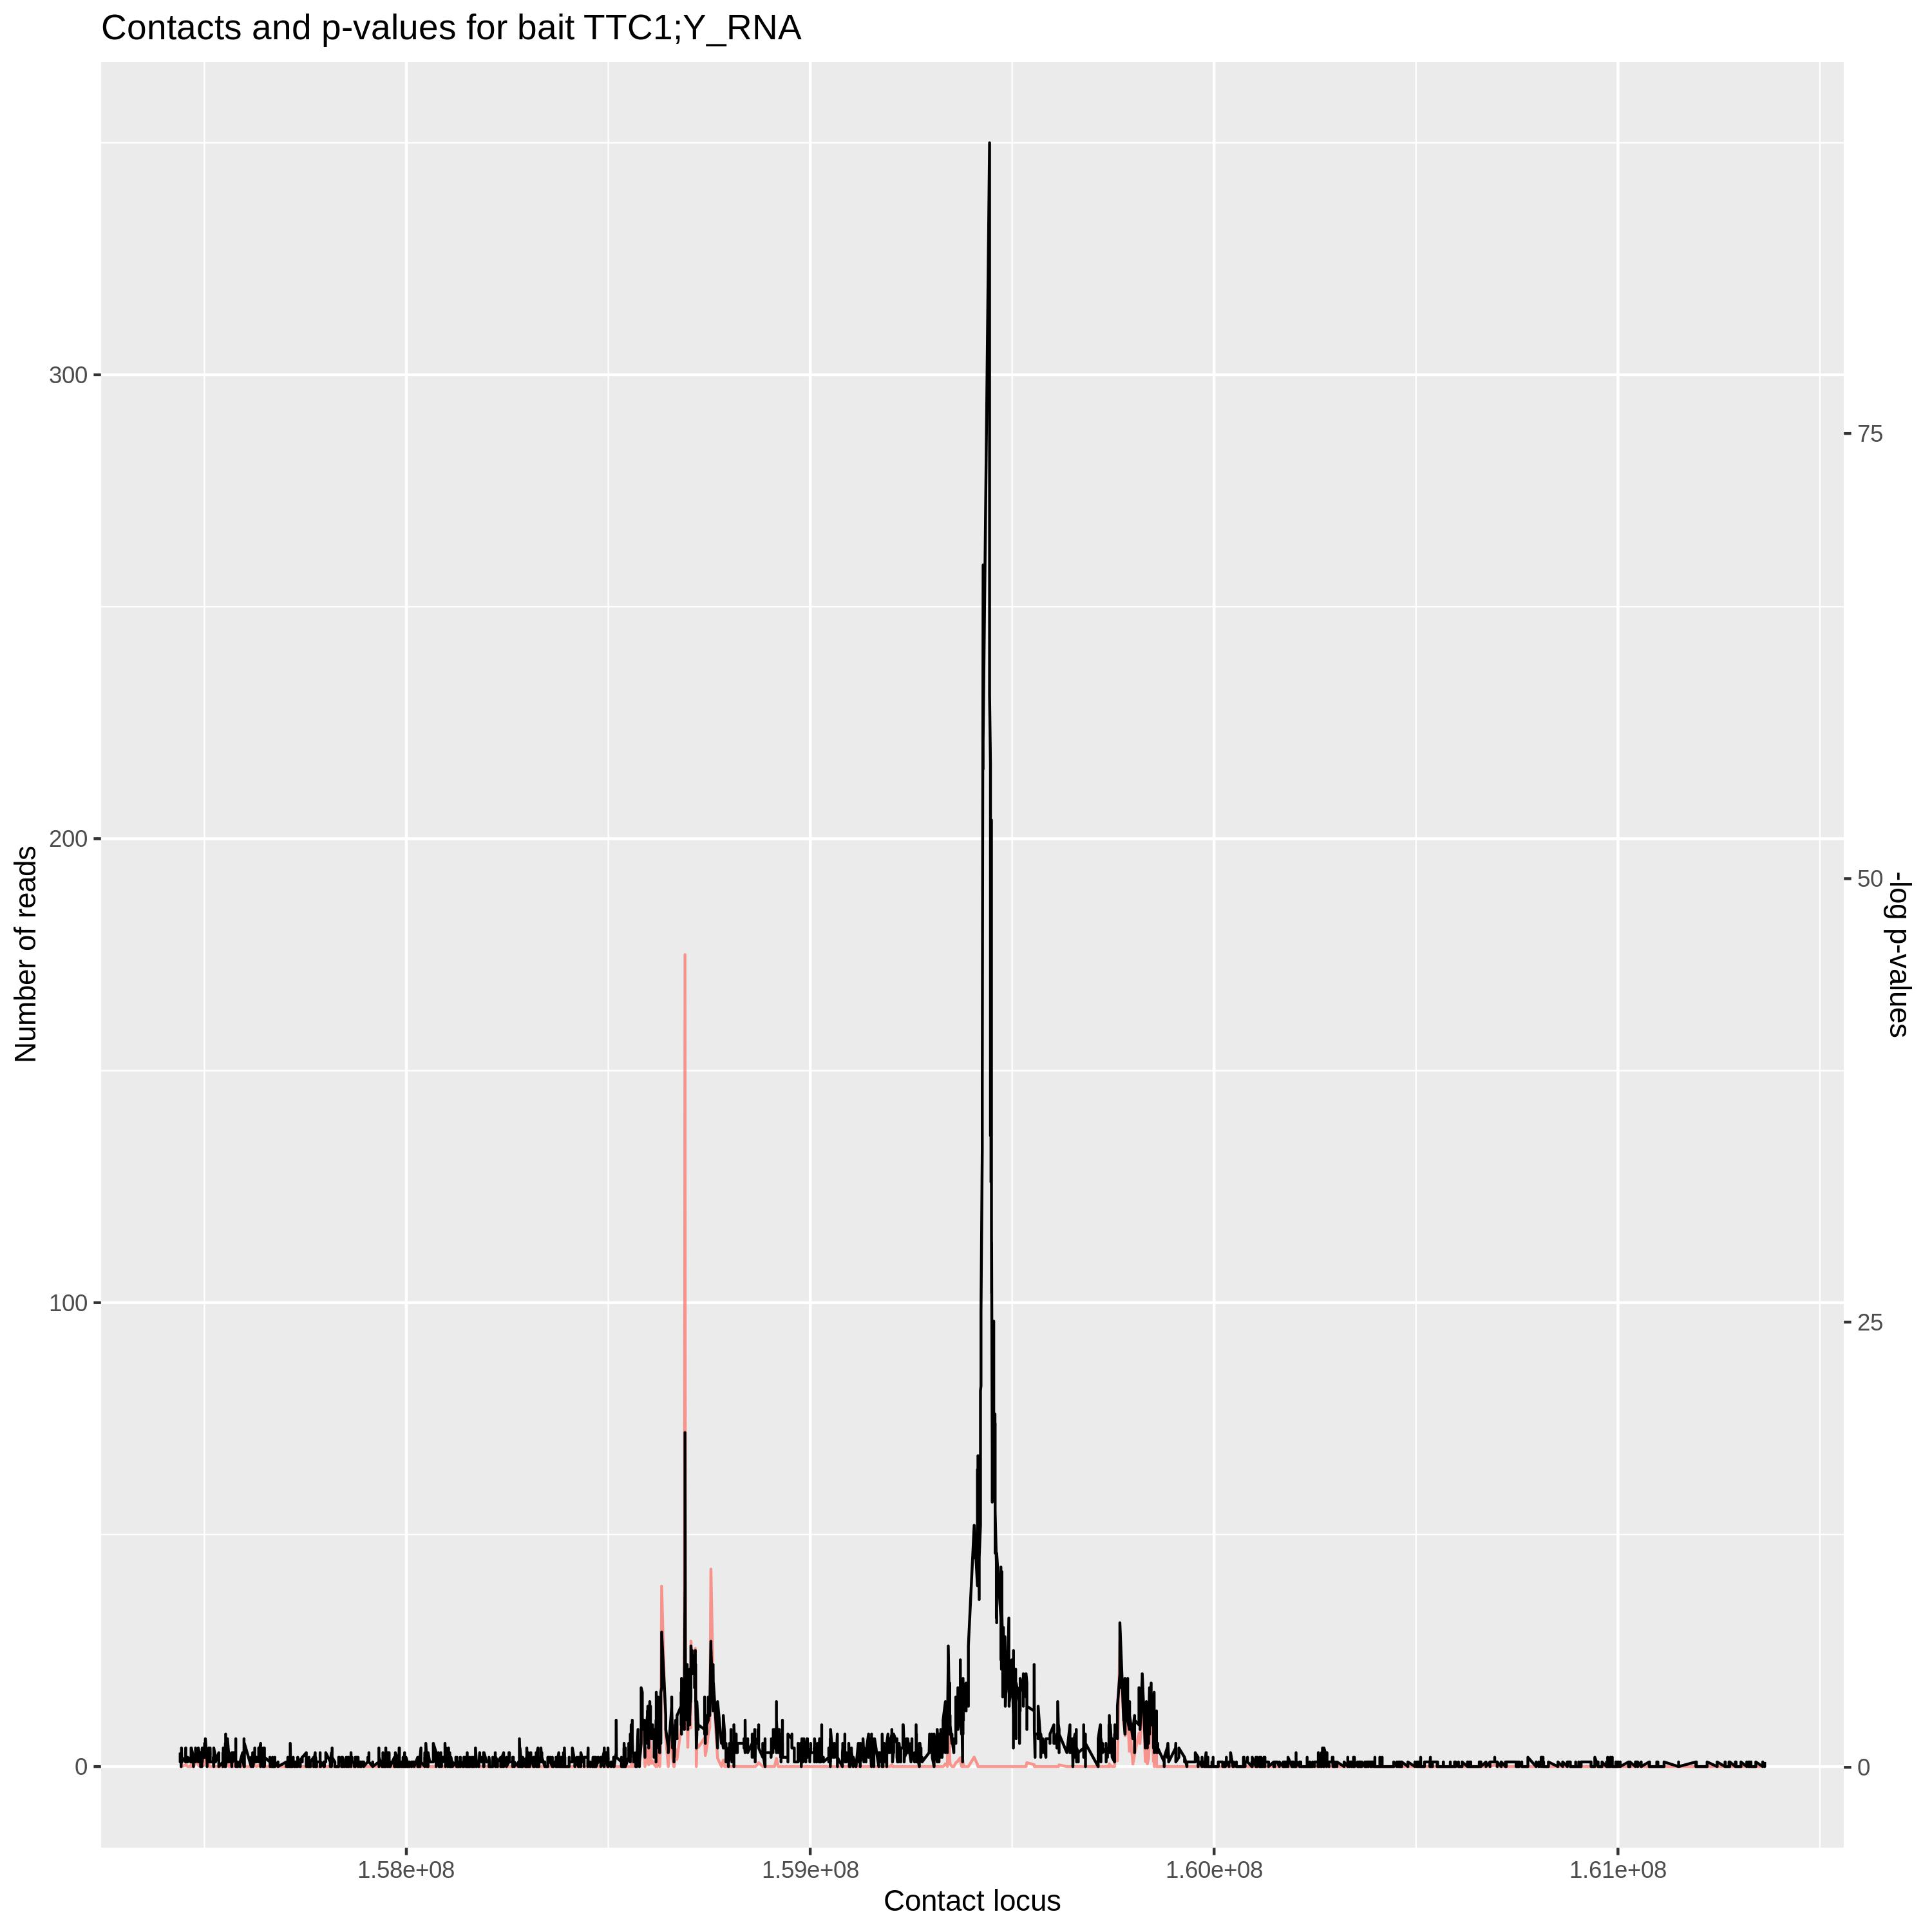 Contacts and p-values for bait TTC1;Y_RNA
300
200
100
0
Number of reads
75
50
25
0
-log p-values
1.58e+08 1.59e+08 1.60e+08 1.61e+08
Contact locus